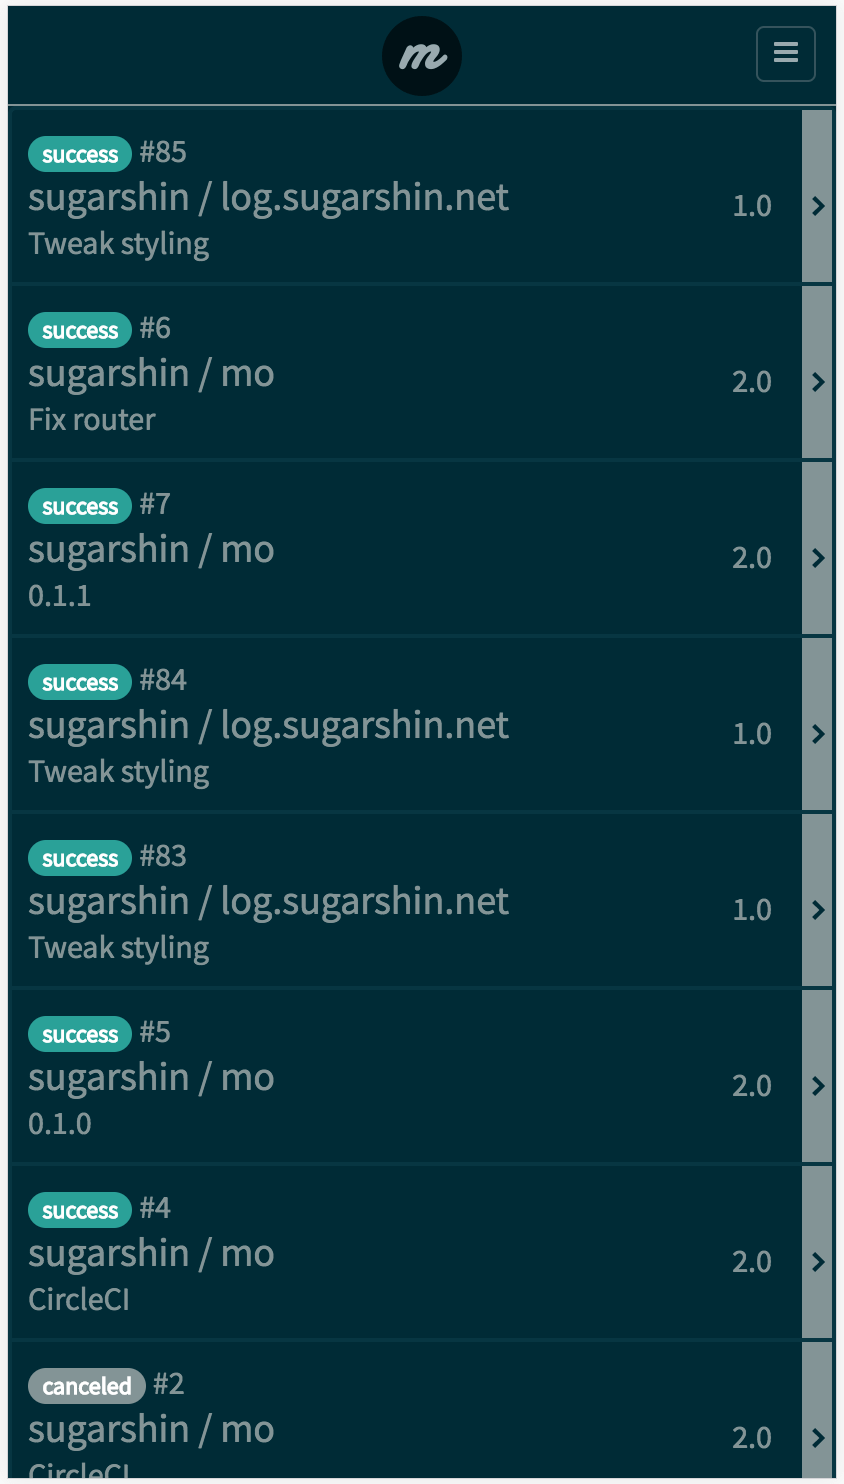 m
success #85
sugarshin / log.sugarshin.net
1.0
Tweak styling
success #6
sugarshin / mo
2.0
Fix router
success #7
sugarshin / mo
2.0
0.1.1
success #84
sugarshin / log.sugarshin.net
1.0
Tweak styling
success #83
sugarshin / log.sugarshin.net
1.0
Tweak styling
success #5
sugarshin / mo
2.0
0.1.0
success #4
sugarshin / mo
2.0
CircleCI
canceled #2
sugarshin / mo
2.0
CircleCI